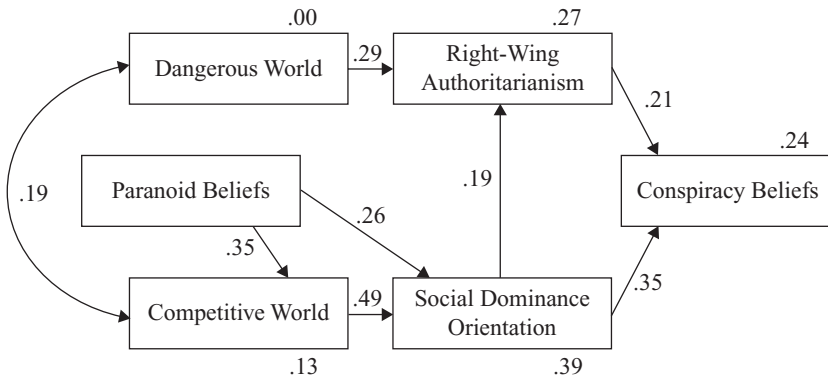 .00
.27
Dangerous World
.29
Right-Wing
Authoritarianism
.21
.24
Paranoid Beliefs
.19
.26
.19
Conspiracy Beliefs
.35
Competitive World
.49
Social Dominance
Orientation
.35
.13
.39